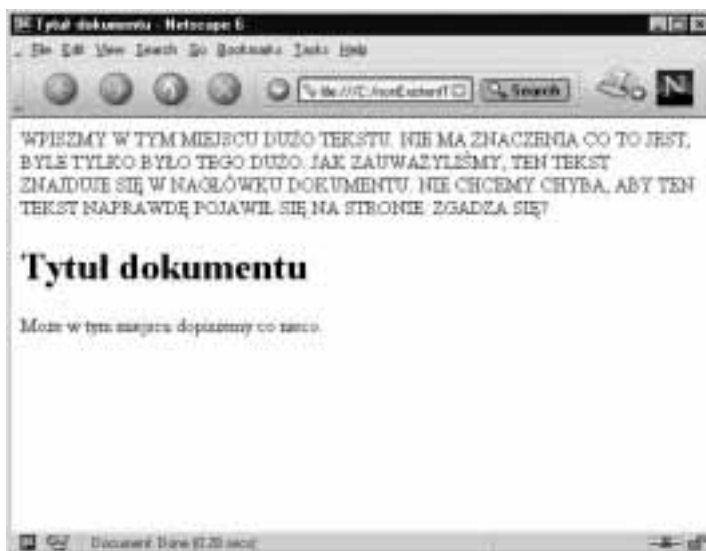 Tytuł dokumentu - Netscape 6
File Edit View Search Go Bookmarks Tasks Help
Search N
WPISZMY W TYM MIEJSCU DUŻO TEKSTU. NIE MA ZNACZENIA CO TO JEST,
BYLE TYLKO BYŁO TEGO DUŻO. JAK ZAUWAŻYLIŚMY, TEN TEKST
ZNAJDUJE SIĘ W NAGŁÓWKU DOKUMENTU. NIE CHCEMY CHYBA, ABY TEN
TEKST NAPRAWDĘ POJAWIŁ SIĘ NA STRONIE. ZGADZA SIĘ?
Tytuł dokumentu
Może w tym miejscu dopiszemy co nieco.
Document: Done (0.28 secs)